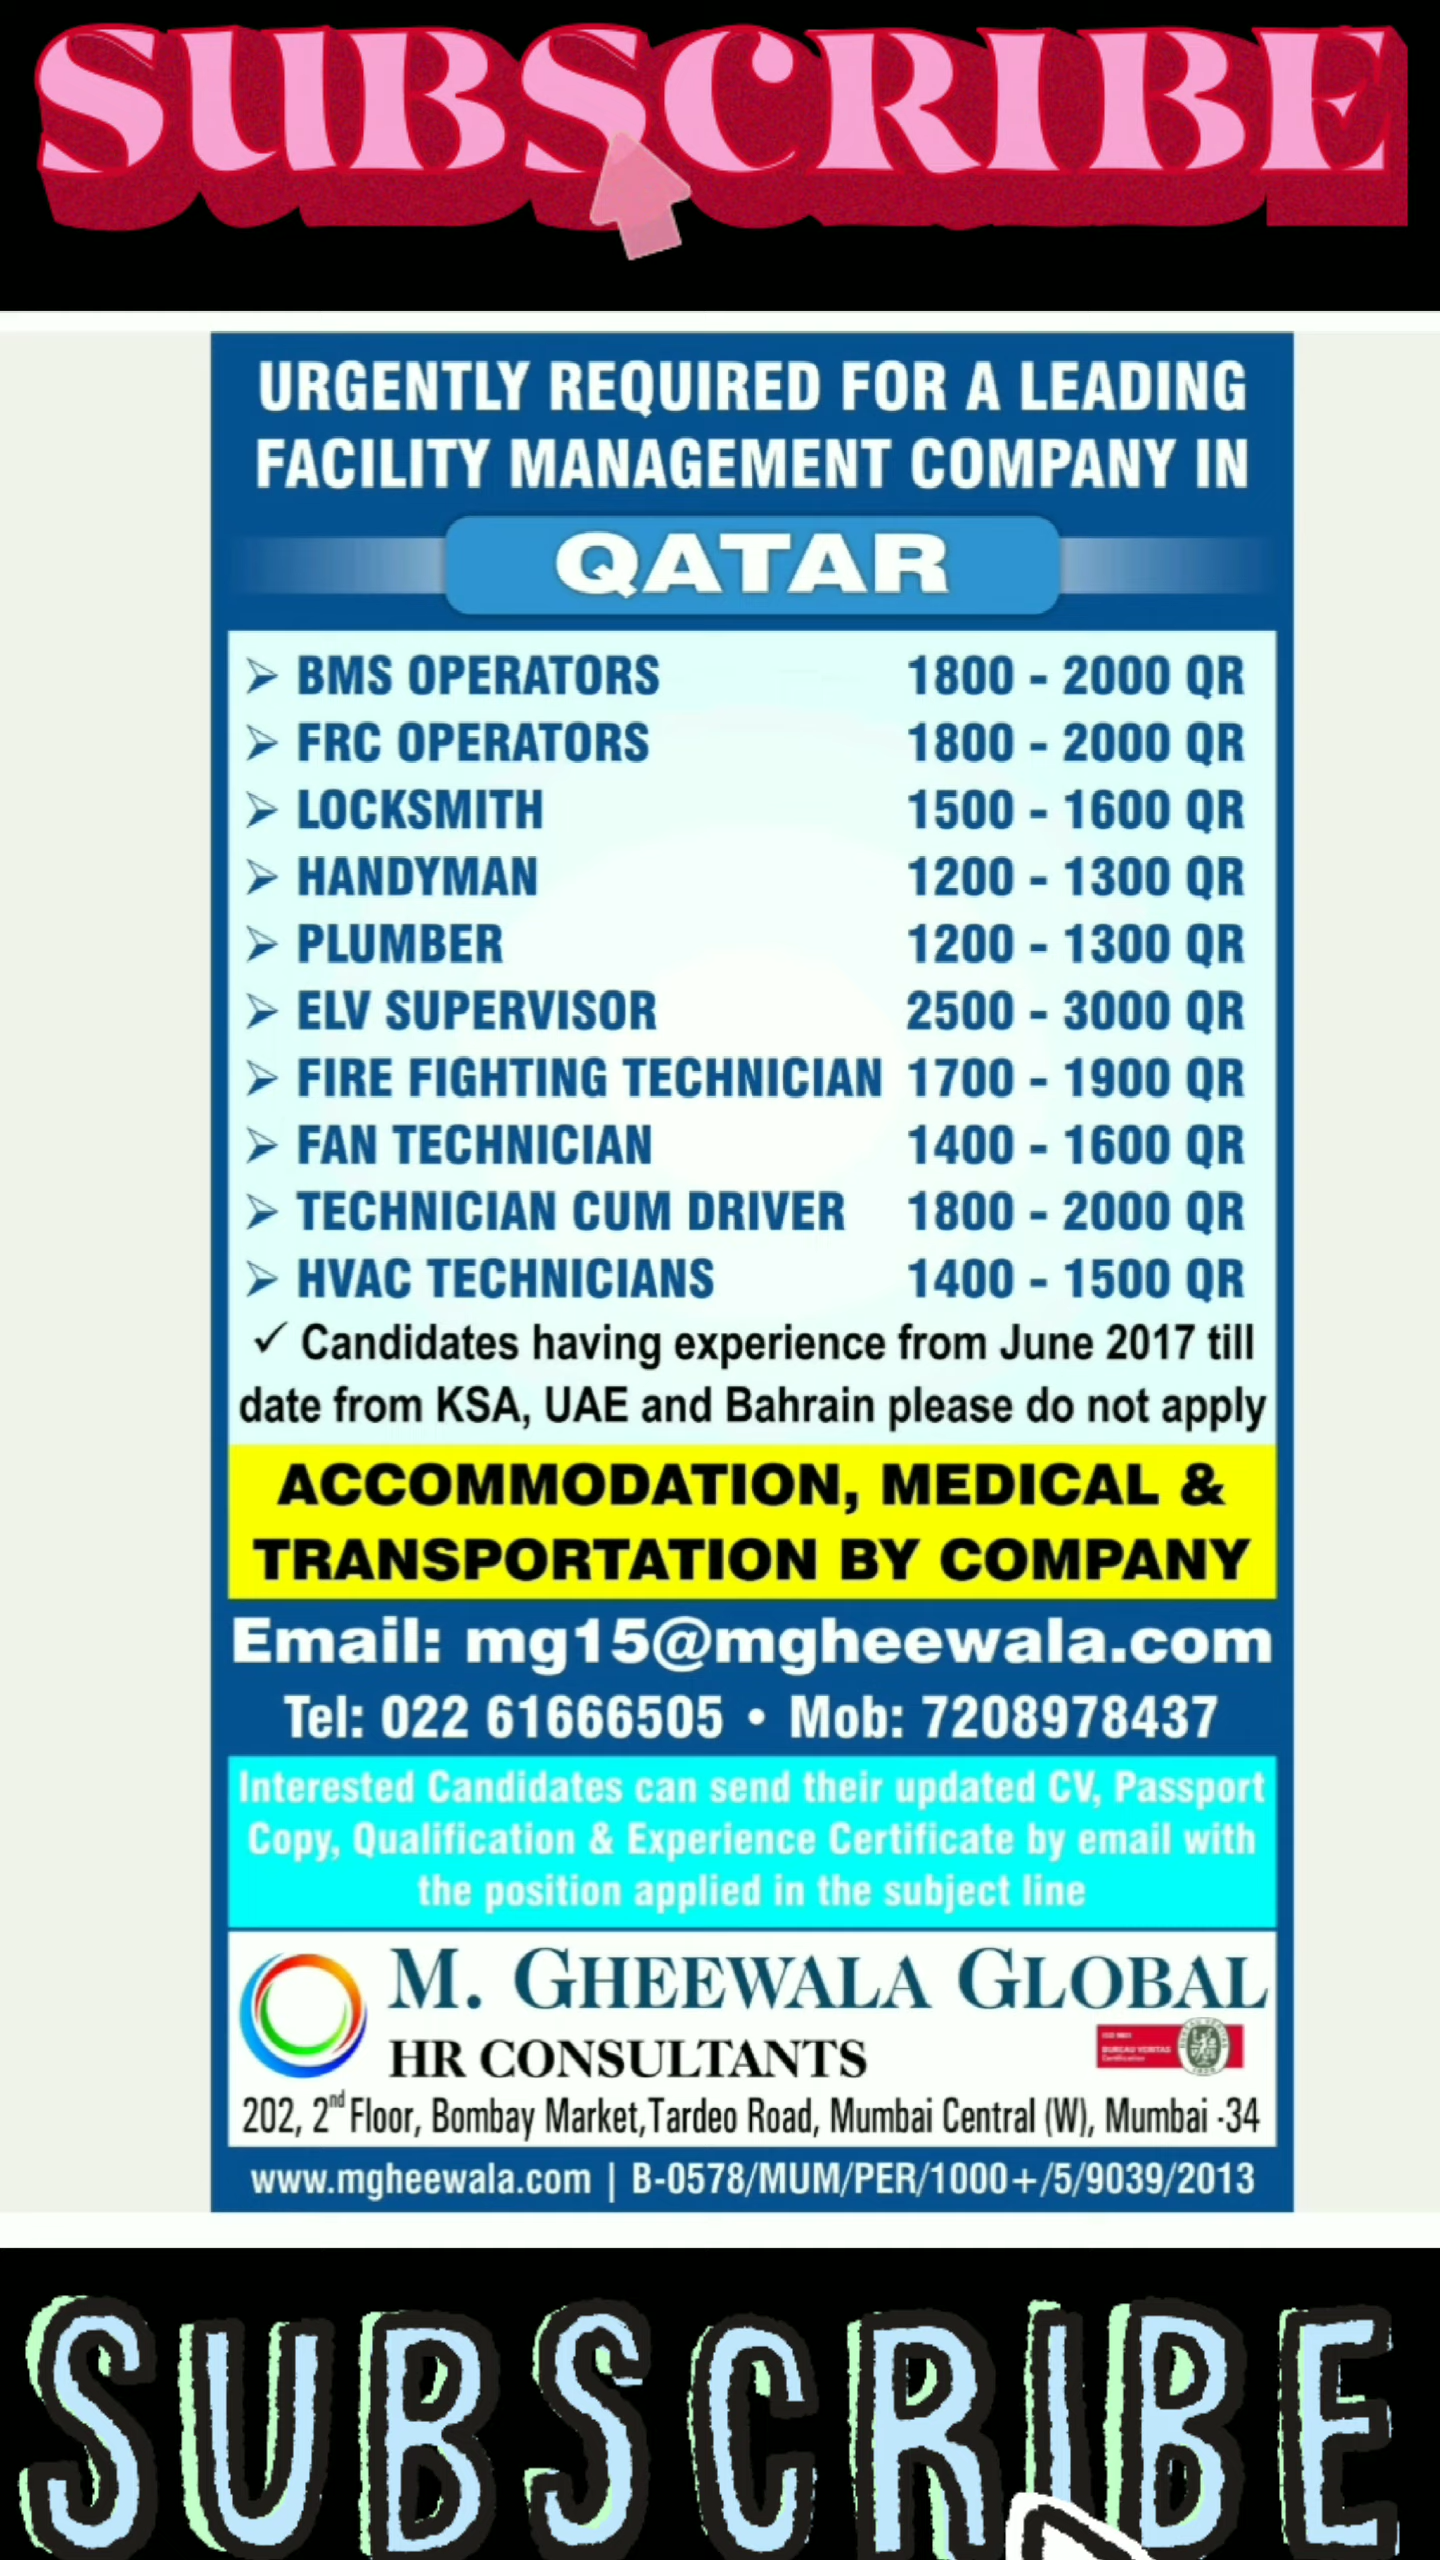 SUBSCRIBE
URGENTLY REQUIRED FOR A LEADING
FACILITY MANAGEMENT COMPANY IN
QATAR
➢ BMS OPERATORS 1800 - 2000 QR
➢ FRC OPERATORS 1800 - 2000 QR
➢ LOCKSMITH 1500 - 1600 QR
➢ HANDYMAN 1200 - 1300 QR
➢ PLUMBER 1200 - 1300 QR
➢ ELV SUPERVISOR 2500 - 3000 QR
➢ FIRE FIGHTING TECHNICIAN 1700 - 1900 QR
➢ FAN TECHNICIAN 1400 - 1600 QR
➢ TECHNICIAN CUM DRIVER 1800 - 2000 QR
➢ HVAC TECHNICIANS 1400 - 1500 QR
✓ Candidates having experience from June 2017 till
date from KSA, UAE and Bahrain please do not apply
ACCOMMODATION, MEDICAL &
TRANSPORTATION BY COMPANY
Email: mg15@mgheewala.com
Tel: 022 61666505 • Mob: 7208978437
Interested Candidates can send their updated CV, Passport
Copy, Qualification & Experience Certificate by email with
the position applied in the subject line
M. GHEEWALA GLOBAL
HR CONSULTANTS
ISO 9001
BUREAU VERITAS
Certification
202, 2nd Floor, Bombay Market, Tardeo Road, Mumbai Central (W), Mumbai -34
www.mgheewala.com | B-0578/MUM/PER/1000+/5/9039/2013
SUBSCRIBE